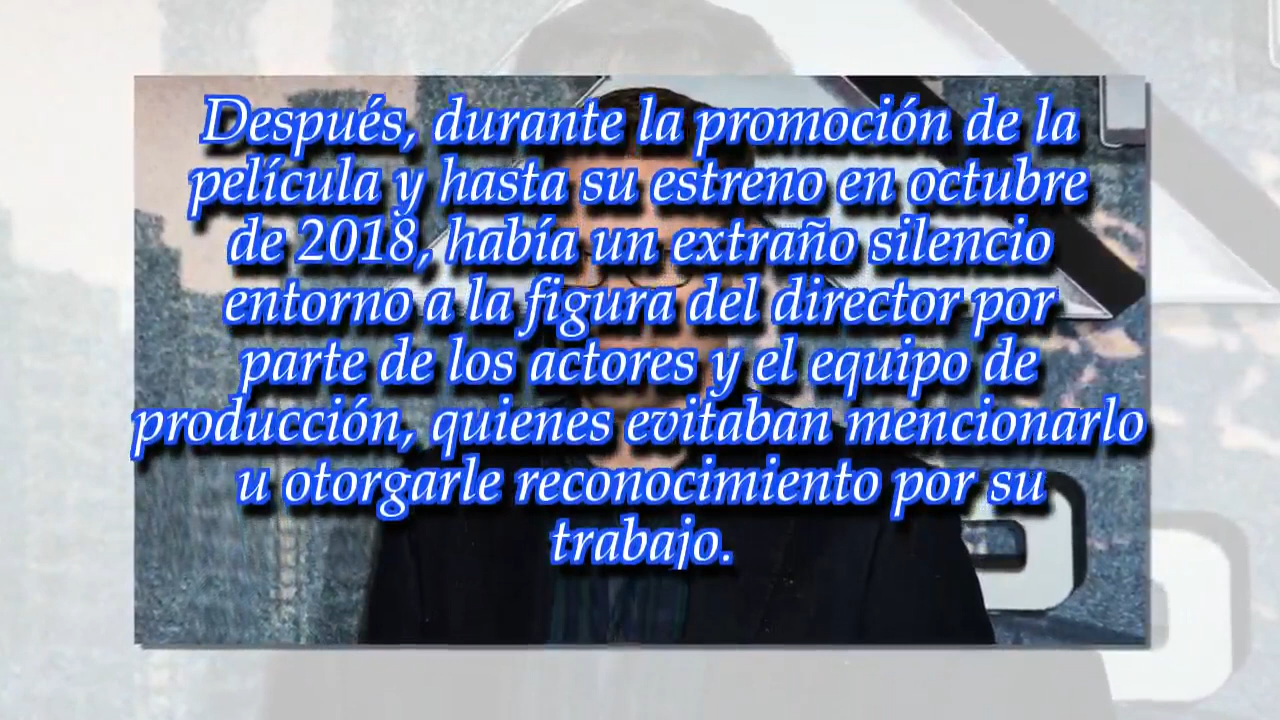 Después, durante la promoción de la
película y hasta su estreno en octubre
de 2018, había un extraño silencio
entorno a la figura del director por
parte de los actores y el equipo de
producción, quienes evitaban mencionarlo
u otorgarle reconocimiento por su
trabajo.